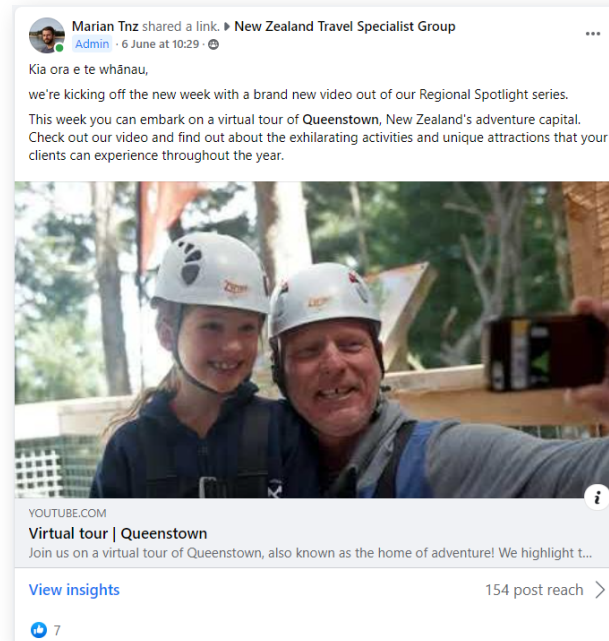 Marian Tnz shared a link. ▸ New Zealand Travel Specialist Group
Admin · 6 June at 10:29 ·
Kia ora e te whānau,
we're kicking off the new week with a brand new video out of our Regional Spotlight series.
This week you can embark on a virtual tour of Queenstown, New Zealand's adventure capital.
Check out our video and find out about the exhilarating activities and unique attractions that your
clients can experience throughout the year.
YOUTUBE.COM
Virtual tour | Queenstown
Join us on a virtual tour of Queenstown, also known as the home of adventure! We highlight t...
View insights
154 post reach
7